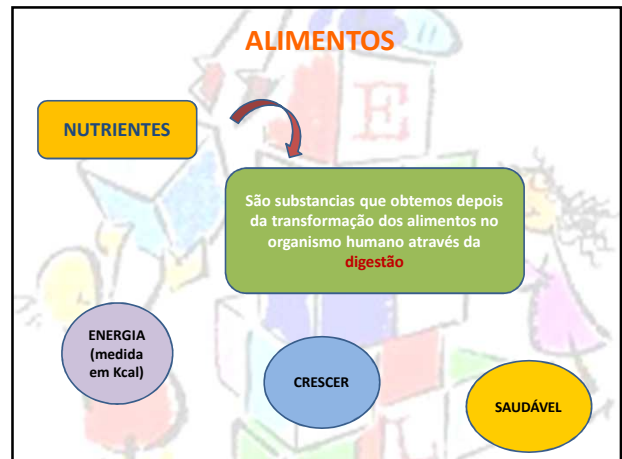 ALIMENTOS
E
NUTRIENTES
São substancias que obtemos depois
da transformação dos alimentos no
organismo humano através da
digestão
ENERGIA
(medida
em Kcal)
CRESCER
SAUDÁVEL
L